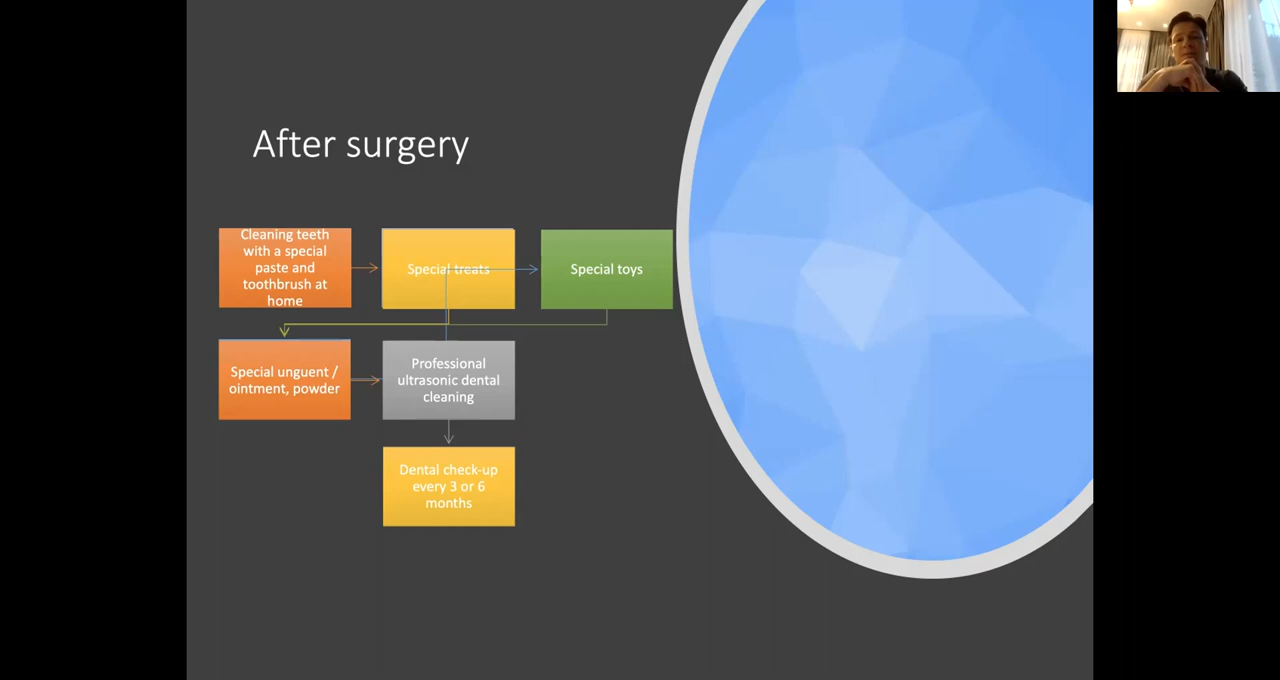 After surgery
Cleaning teeth
with a special
paste and
toothbrush at
home
Special treats
Special toys
Special unguent /
ointment, powder
Professional
ultrasonic dental
cleaning
Dental check-up
every 3 or 6
months